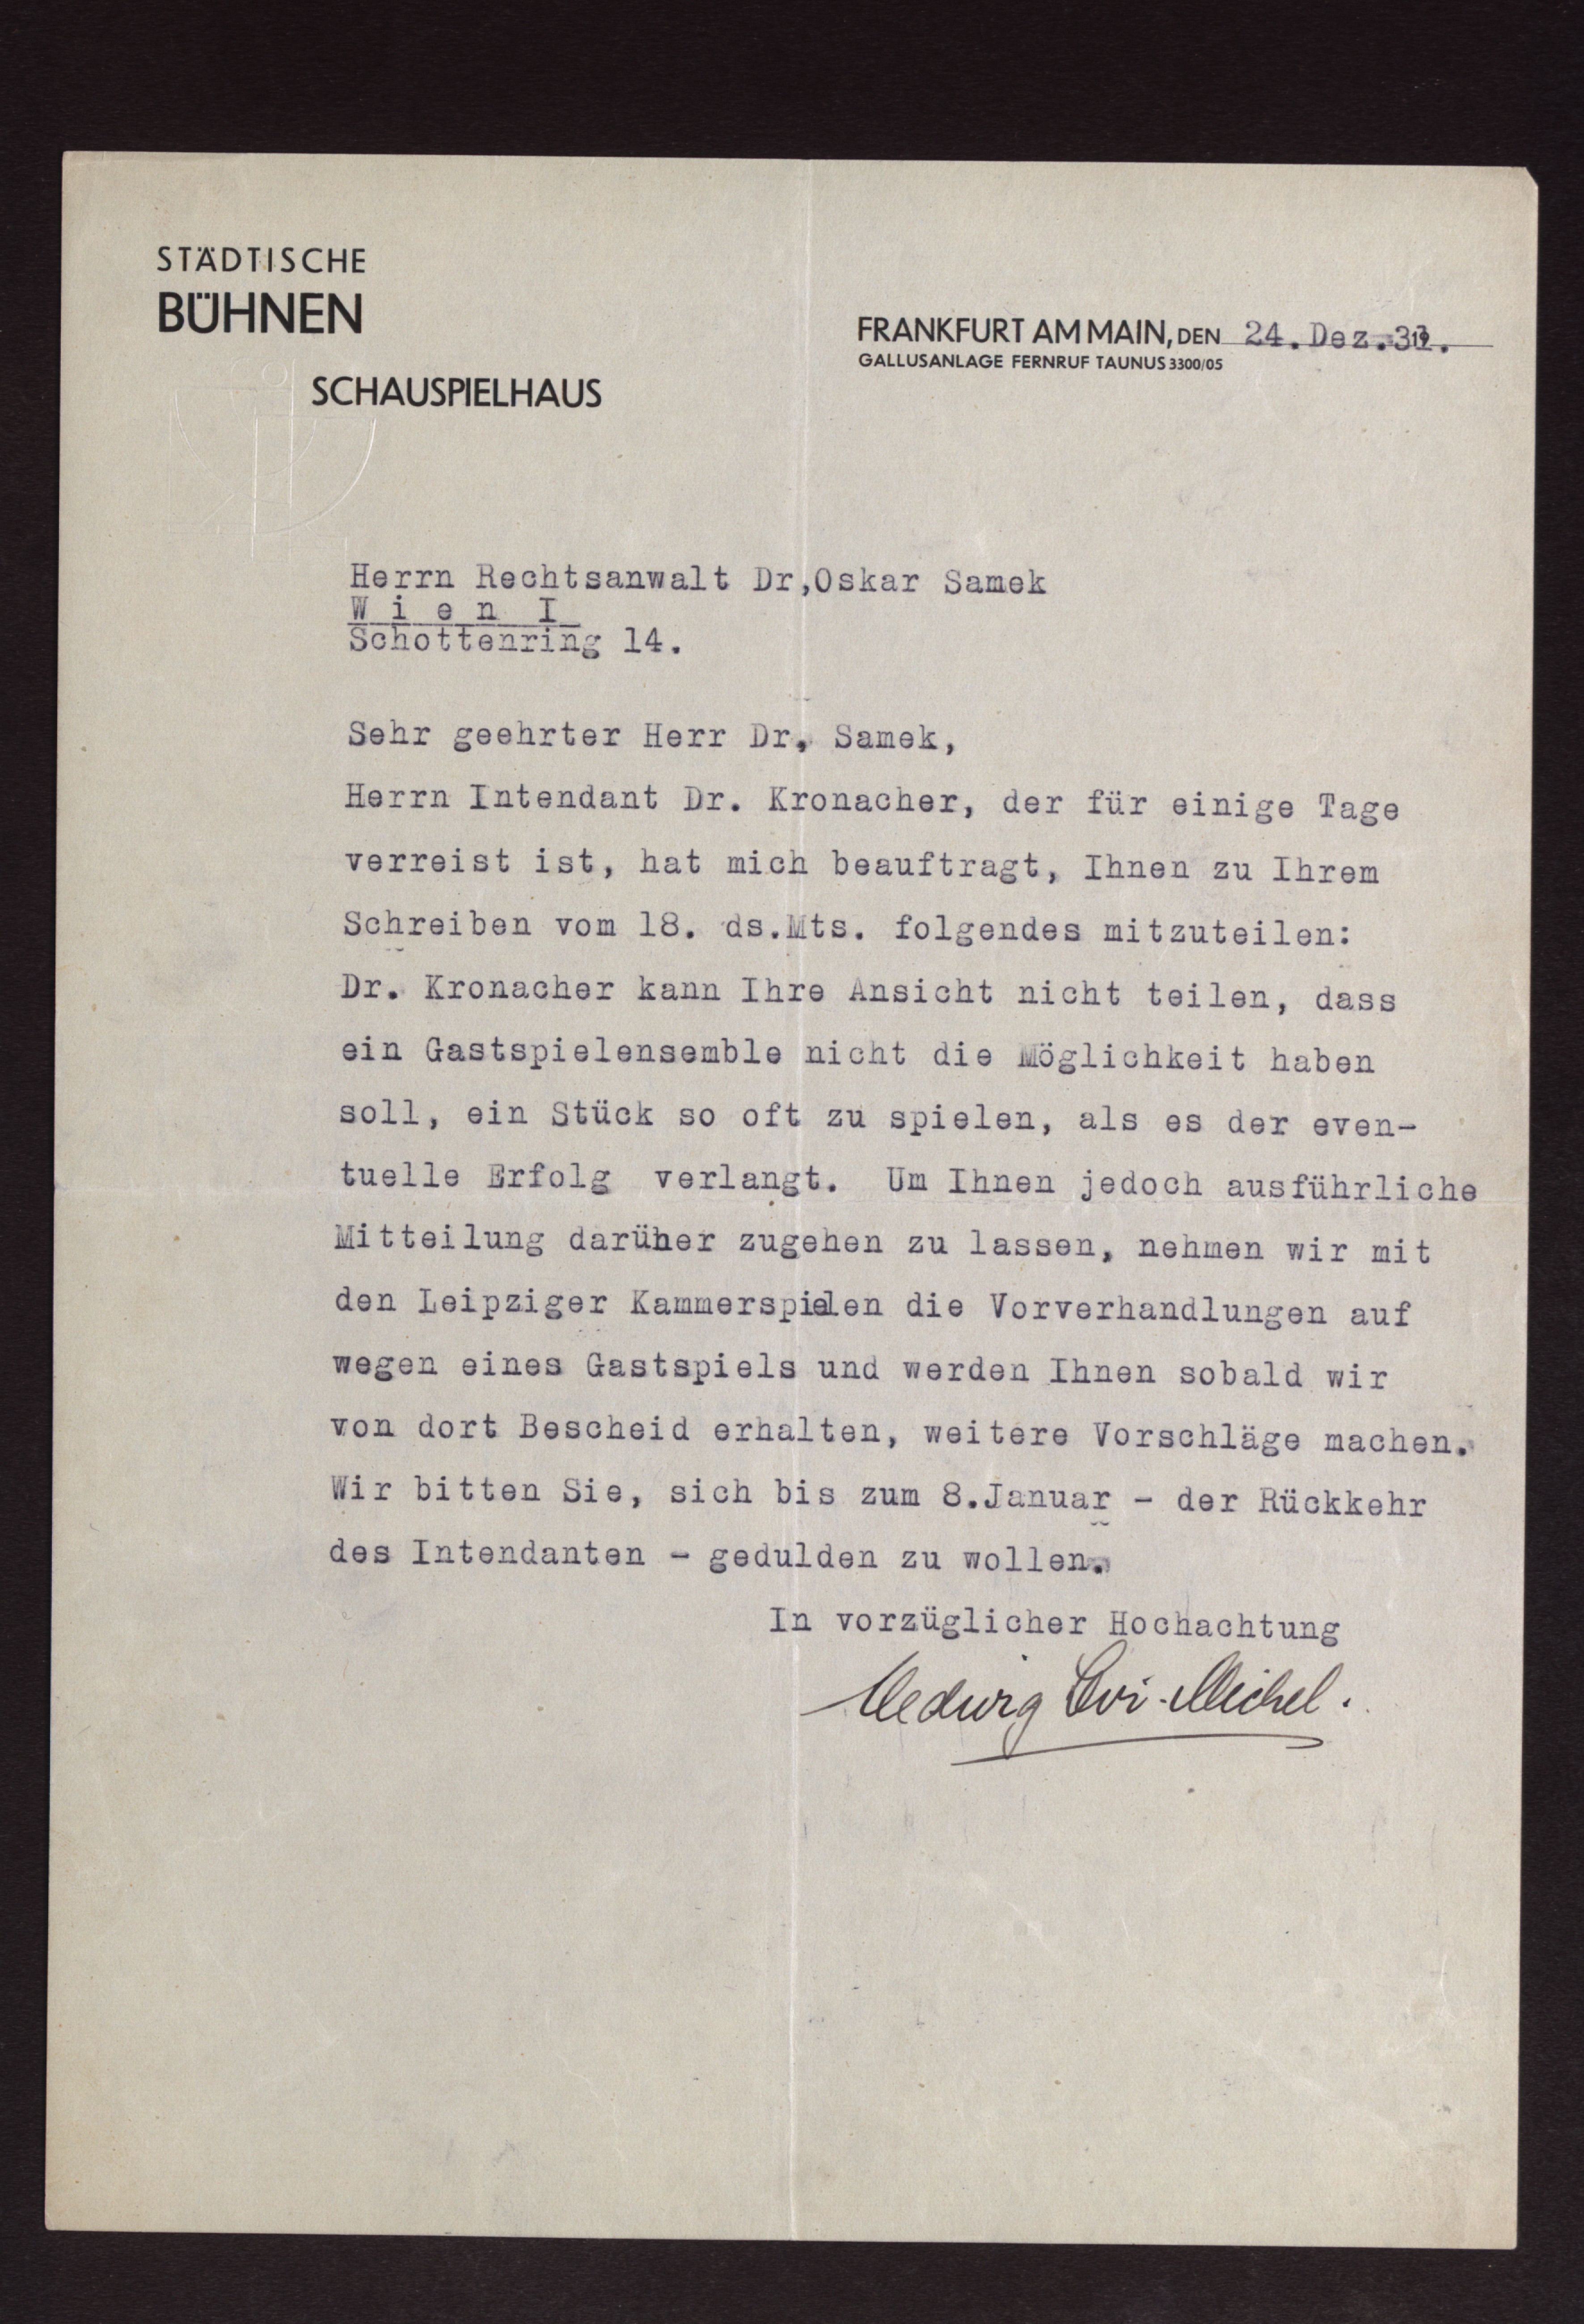 STÄDTISCHE
BÜHNEN
SCHAUSPIELHAUS
FRANKFURT AM MAIN, DEN 24.Dez.31.
GALLUSANLAGE FERNRUF TAUNUS 3300/05
Herrn Rechtsanwalt Dr,Oskar Samek
W i e n I
Schottenring 14.
Sehr geehrter Herr Dr. Samek,
Herrn Intendant Dr. Kronacher, der für einige Tage
verreist ist, hat mich beauftragt, Ihnen zu Ihrem
Schreiben vom 18. ds.Mts. folgendes mitzuteilen:
Dr. Kronacher kann Ihre Ansicht nicht teilen, dass
ein Gastspielensemble nicht die Möglichkeit haben
soll, ein Stück so oft zu spielen, als es der even-
tuelle Erfolg verlangt. Um Ihnen jedoch ausführliche
Mitteilung darüher zugehen zu lassen, nehmen wir mit
den Leipziger Kammerspielen die Vorverhandlungen auf
wegen eines Gastspiels und werden Ihnen sobald wir
von dort Bescheid erhalten, weitere Vorschläge machen.
Wir bitten Sie, sich bis zum 8.Januar - der Rückkehr
des Intendanten - gedulden zu wollen.
In vorzüglicher Hochachtung
Hedwig Levi-Michel.